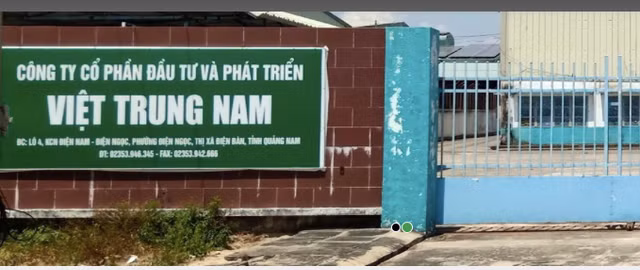 CÔNG TY CỔ PHẦN ĐẦU TƯ VÀ PHÁT TRIỂN
VIỆT TRUNG NAM
ĐC: LÔ 4, KCN ĐIỆN NAM - ĐIỆN NGỌC, PHƯỜNG ĐIỆN NGỌC, THỊ XÃ ĐIỆN BÀN, TỈNH QUẢNG NAM
ĐT: 02353.946.345 - FAX: 02353.942.666